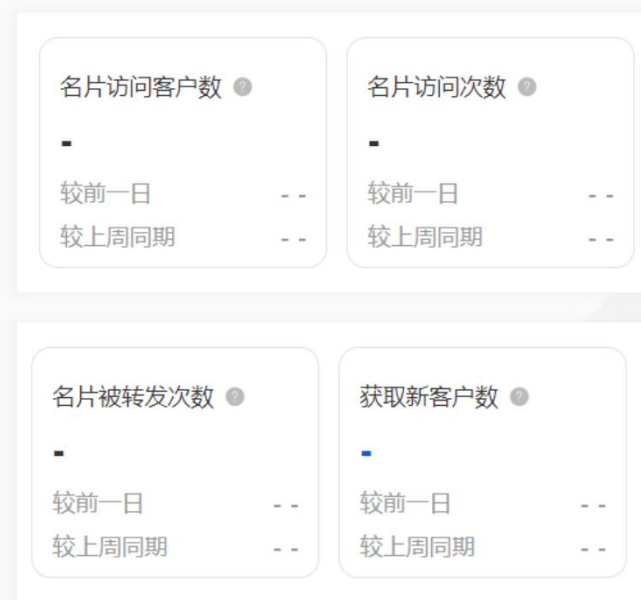 名片访问客户数 ?
名片访问次数 ?
-
-
较前一日 - -
较前一日 - -
较上周同期 - -
较上周同期 - -
名片被转发次数 ?
获取新客户数 ?
-
-
较前一日 - -
较前一日 - -
较上周同期 - -
较上周同期 - -